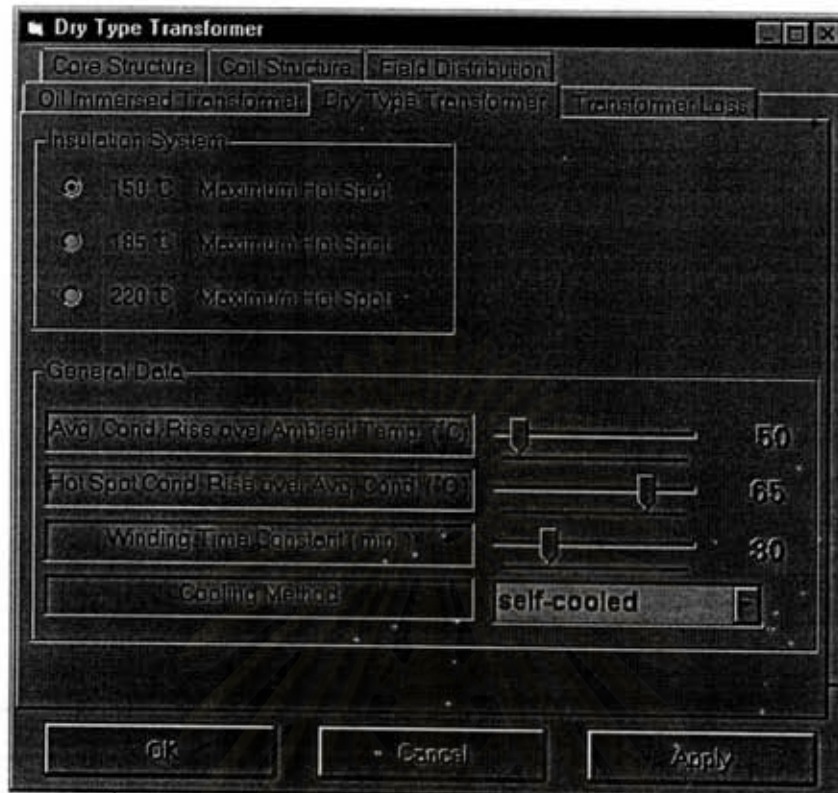 Dry Type Transformer
Core Structure Coil Structure Field Distribution
Oil Immersed Transformer Dry Type Transformer Transformer Loss
Insulation System
150 °C Maximum Hot Spot
185 °C Maximum Hot Spot
220 °C Maximum Hot Spot
General Data
Avg. Cond. Rise over Ambient Temp. (°C)
Hot Spot Cond. Rise over Avg. Cond. (°C) 65
Winding Time Constant (min)
Cooling Method self-cooled
OK Cancel Apply